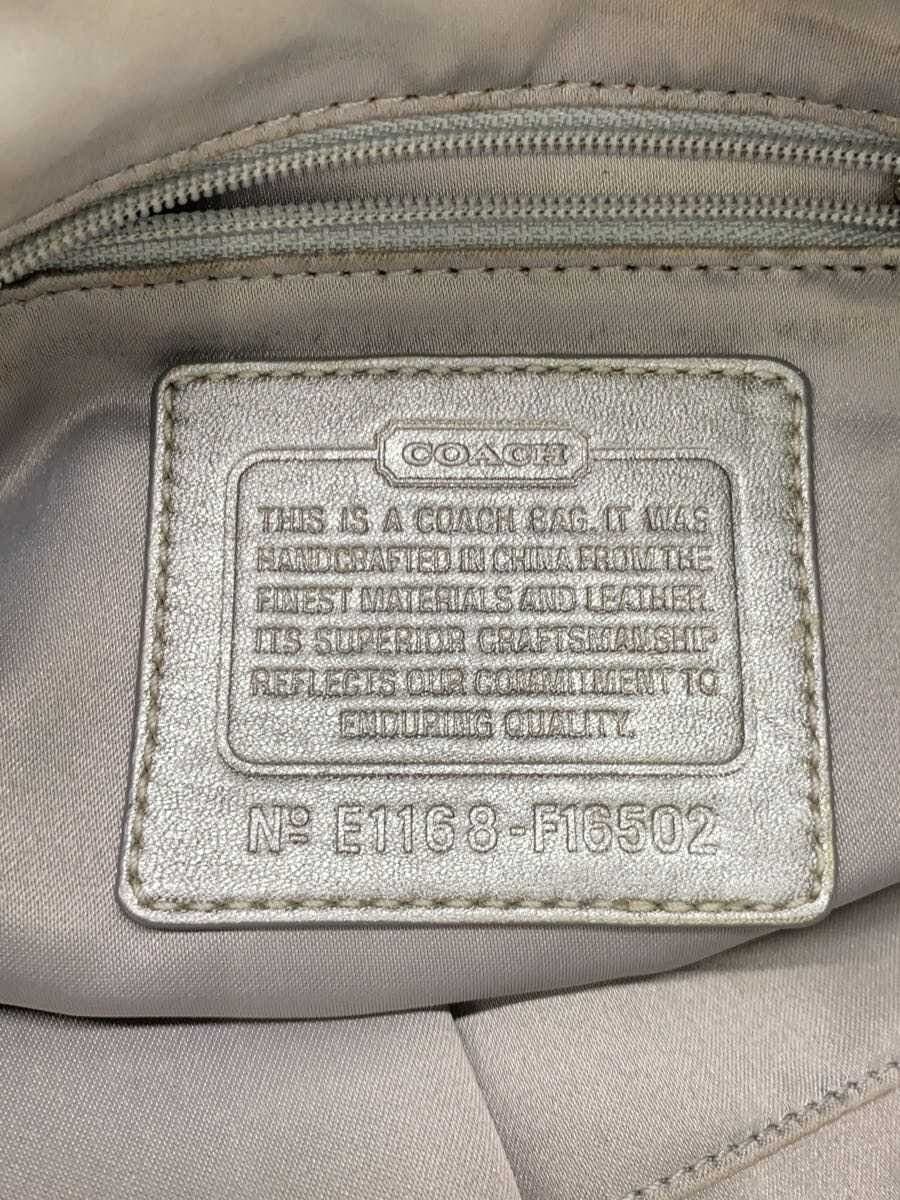 COACH
THIS IS A COACH BAG. IT WAS
HANDCRAFTED IN CHINA FROM THE
FINEST MATERIALS AND LEATHER.
ITS SUPERIOR CRAFTSMANSHIP
REFLECTS OUR COMMITMENT TO
ENDURING QUALITY.
Nº E1168-F16502